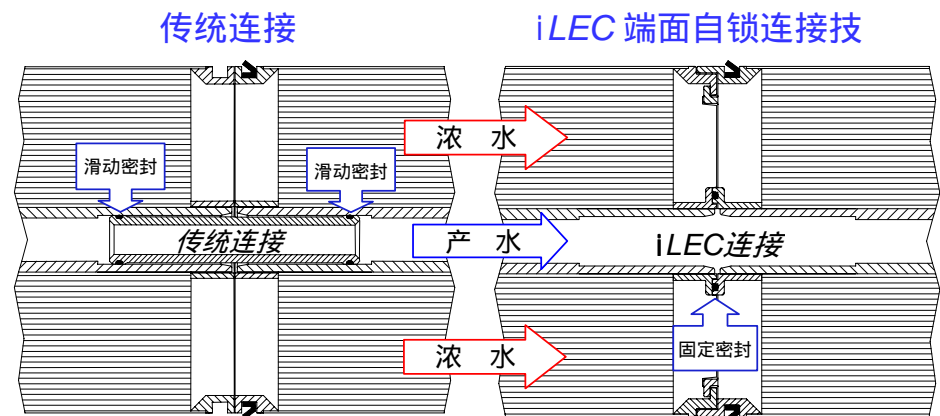 传统连接
iLEC 端面自锁连接技
浓 水
滑动密封
滑动密封
传统连接
产 水
iLEC连接
浓 水
固定密封